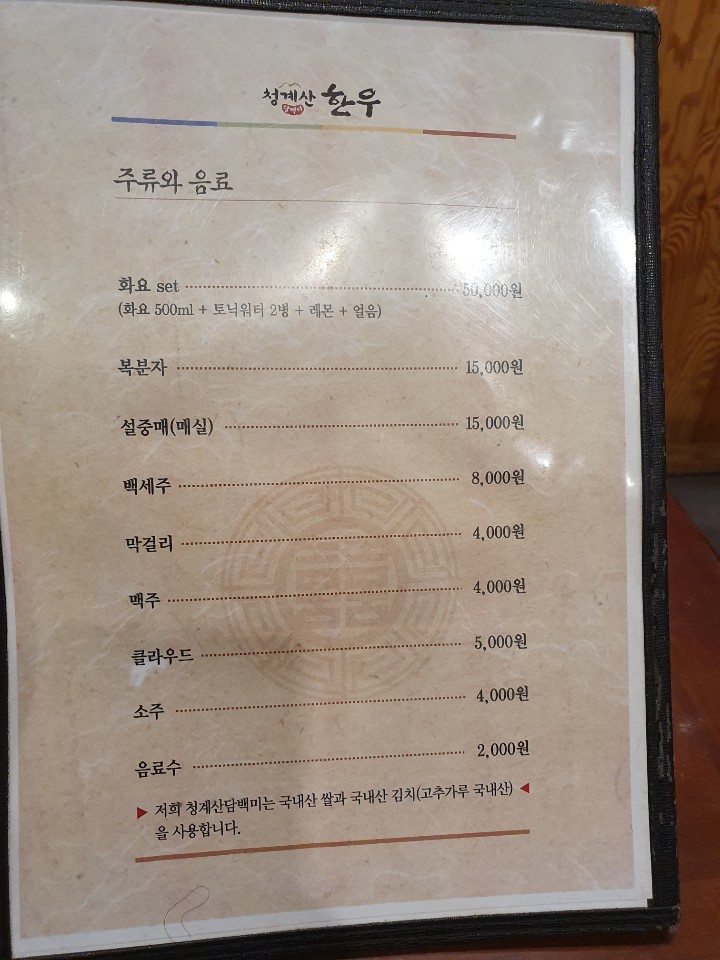 청계산 한우
주류와 음료
화요 set 50,000원
(화요 500ml + 토닉워터 2병 + 레몬 + 얼음)
복분자 15,000원
설중매(매실) 15,000원
백세주 8,000원
막걸리 4,000원
맥주 4,000원
클라우드 5,000원
소주 4,000원
음료수 2,000원
▶ 저희 청계산담백미는 국내산 쌀과 국내산 김치(고추가루 국내산) ◀
을 사용합니다.